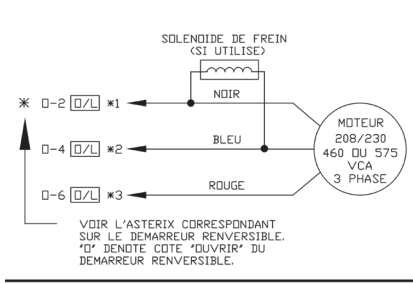 SOLENOIDE DE FREIN
(SI UTILISE)
NOIR
* O-2 O/L *1
BLEU
O-4 O/L *2
ROUGE
O-6 O/L *3
MOTEUR
208/230
460 OU 575
VCA
3 PHASE
VOIR L'ASTERIX CORRESPONDANT
SUR LE DEMARREUR RENVERSIBLE.
"O" DENOTE COTE "OUVRIR" DU
DEMARREUR RENVERSIBLE.